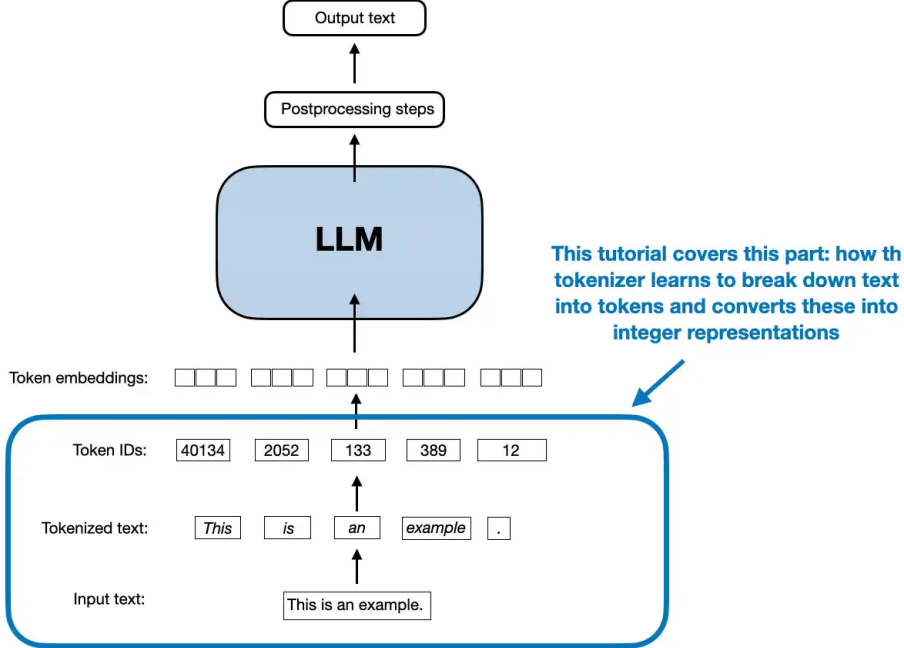 Output text
Postprocessing steps
LLM
This tutorial covers this part: how th
tokenizer learns to break down text
into tokens and converts these into
integer representations
Token embeddings:
Token IDs: 40134 2052 133 389 12
Tokenized text: This is an example .
Input text: This is an example.